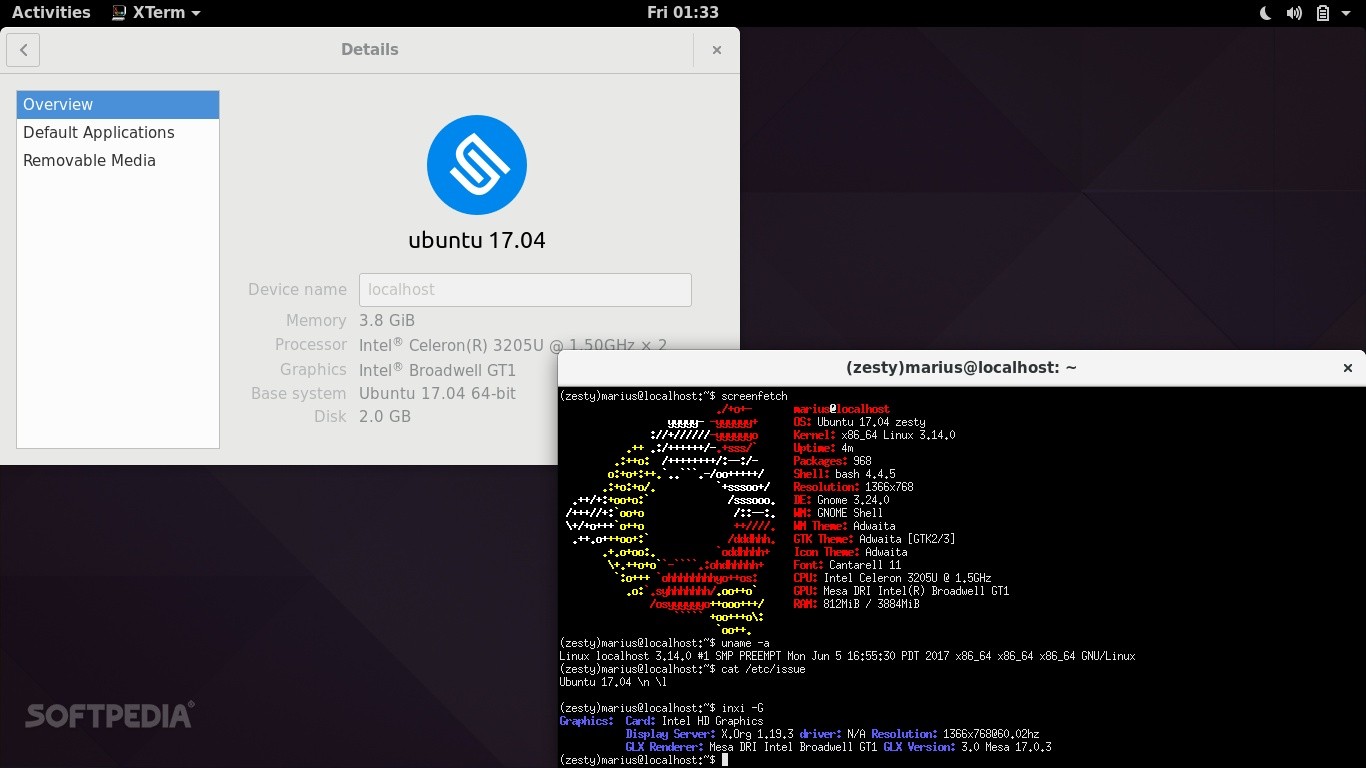 Activities XTerm Fri 01:33
Details
Overview
Default Applications
Removable Media
ubuntu 17.04
Device name localhost
Memory 3.8 GiB
Processor Intel® Celeron(R) 3205U @ 1.50GHz × 2
Graphics Intel® Broadwell GT1
Base system Ubuntu 17.04 64-bit
Disk 2.0 GB
(zesty)marius@localhost: ~
(zesty)marius@localhost:~$ screenfetch
marius@localhost
OS: Ubuntu 17.04 zesty
Kernel: x86_64 Linux 3.14.0
Uptime: 4m
Packages: 968
Shell: bash 4.4.5
Resolution: 1366x768
DE: Gnome 3.24.0
WM: GNOME Shell
WM Theme: Adwaita
GTK Theme: Adwaita [GTK2/3]
Icon Theme: Adwaita
Font: Cantarell 11
CPU: Intel Celeron 3205U @ 1.5GHz
GPU: Mesa DRI Intel(R) Broadwell GT1
RAM: 812MiB / 3884MiB
(zesty)marius@localhost:~$ uname -a
Linux localhost 3.14.0 #1 SMP PREEMPT Mon Jun 5 16:55:30 PDT 2017 x86_64 x86_64 x86_64 GNU/Linux
(zesty)marius@localhost:~$ cat /etc/issue
Ubuntu 17.04 \n \l
(zesty)marius@localhost:~$ inxi -G
Graphics: Card: Intel HD Graphics
Display Server: X.Org 1.19.3 driver: N/A Resolution: 1366x768@60.02hz
GLX Renderer: Mesa DRI Intel Broadwell GT1 GLX Version: 3.0 Mesa 17.0.3
(zesty)marius@localhost:~$
SOFTPEDIA®